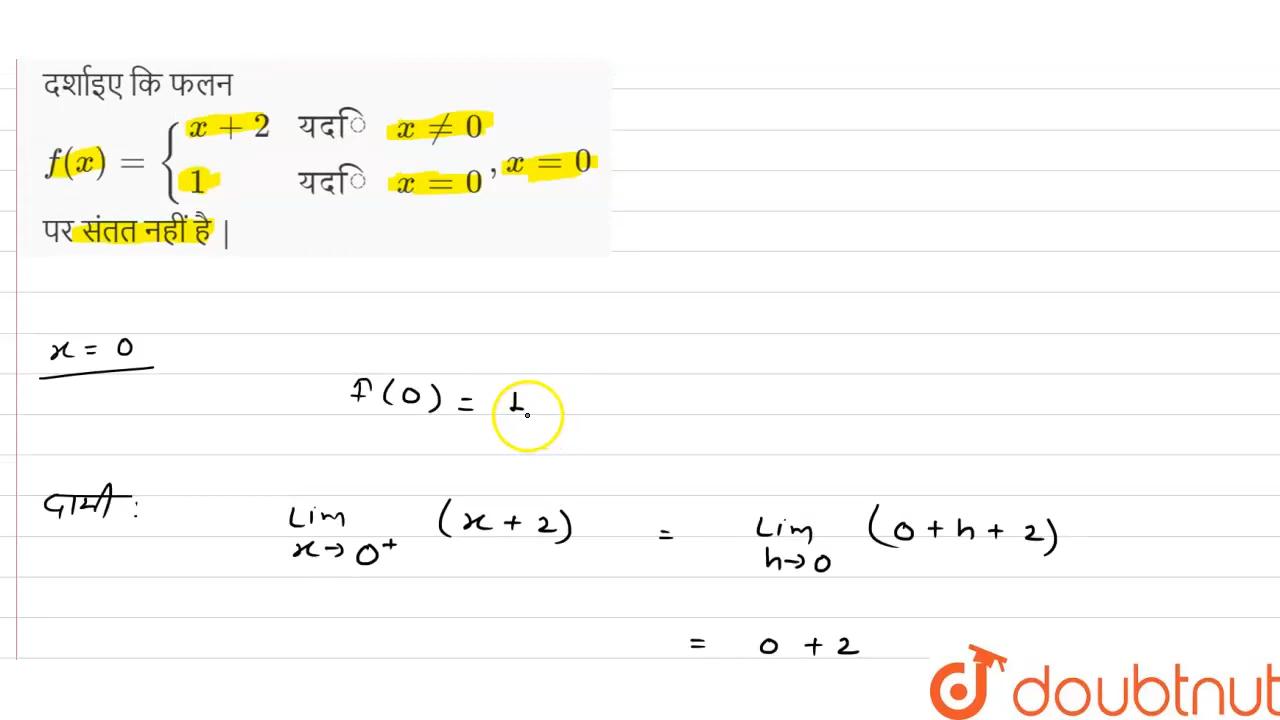 दर्शाइए कि फलन
f(x) = { x + 2 यदि x ≠ 0
1 यदि x = 0 , x = 0
पर संतत नहीं है |
x = 0
f(0) = 1
दायी :
Lim x→0⁺ (x + 2) = Lim h→0 (0 + h + 2)
= 0 + 2
doubtnut